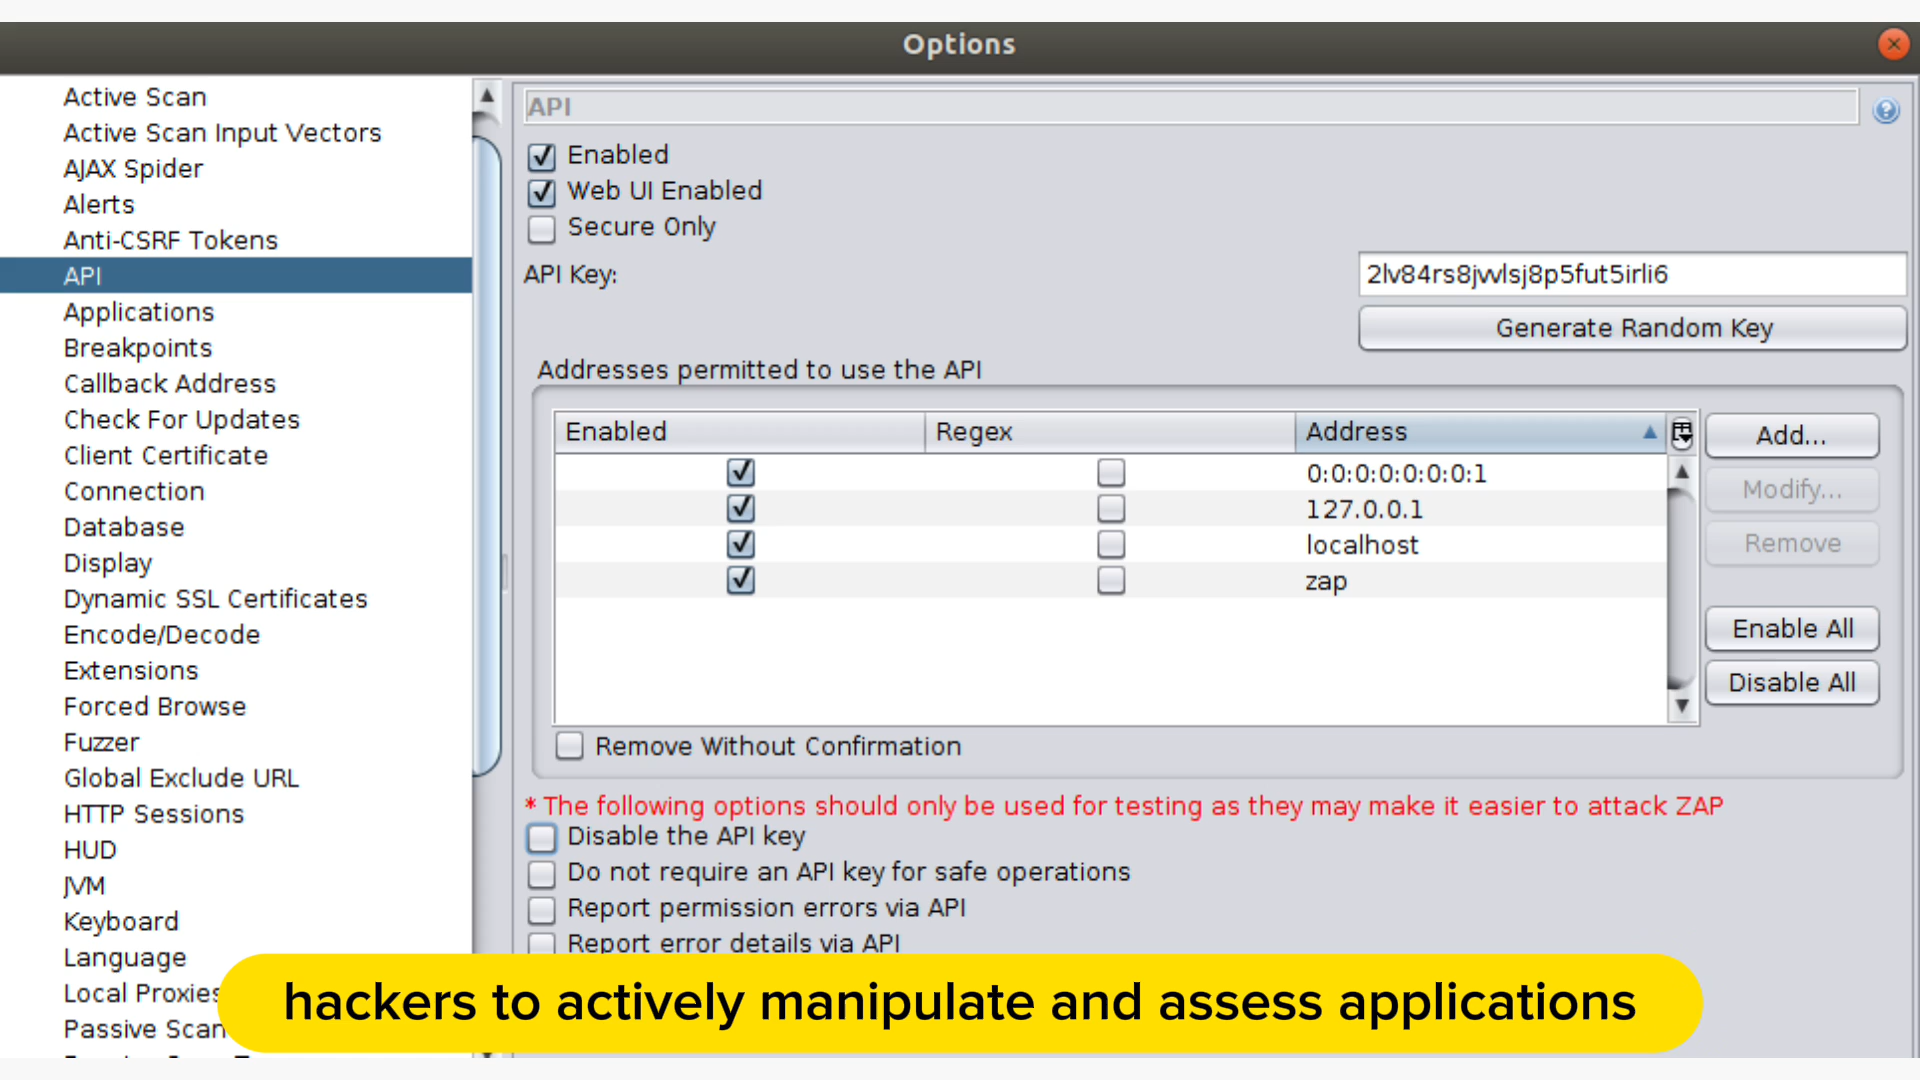 Options
Active Scan
Active Scan Input Vectors
AJAX Spider
Alerts
Anti-CSRF Tokens
API
Applications
Breakpoints
Callback Address
Check For Updates
Client Certificate
Connection
Database
Display
Dynamic SSL Certificates
Encode/Decode
Extensions
Forced Browse
Fuzzer
Global Exclude URL
HTTP Sessions
HUD
JVM
Keyboard
Language
Local Proxies
Passive Scan
API
Enabled
Web UI Enabled
Secure Only
API Key: 2lv84rs8jvvlsj8p5fut5irli6
Generate Random Key
Addresses permitted to use the API
Enabled Regex Address
0:0:0:0:0:0:0:1
127.0.0.1
localhost
zap
Add...
Modify...
Remove
Enable All
Disable All
Remove Without Confirmation
* The following options should only be used for testing as they may make it easier to attack ZAP
Disable the API key
Do not require an API key for safe operations
Report permission errors via API
Report error details via API
hackers to actively manipulate and assess applications